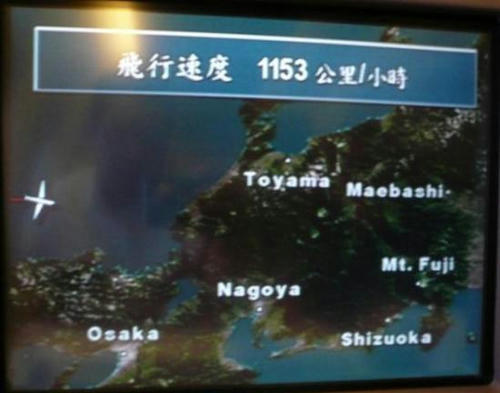 飛行速度 1153 公里/小時
Toyama
Maebashi
Mt. Fuji
Nagoya
Osaka
Shizuoka